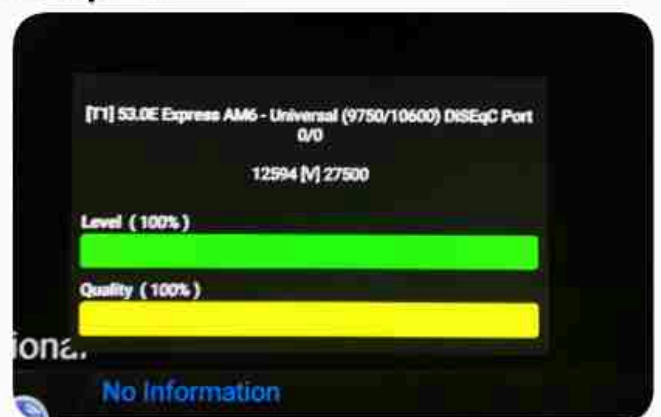 [T1] 53.0E Express AM6 - Universal (9750/10600) DiSEqC Port
0/0
12594 [V] 27500
Level ( 100% )
Quality ( 100% )
No Information